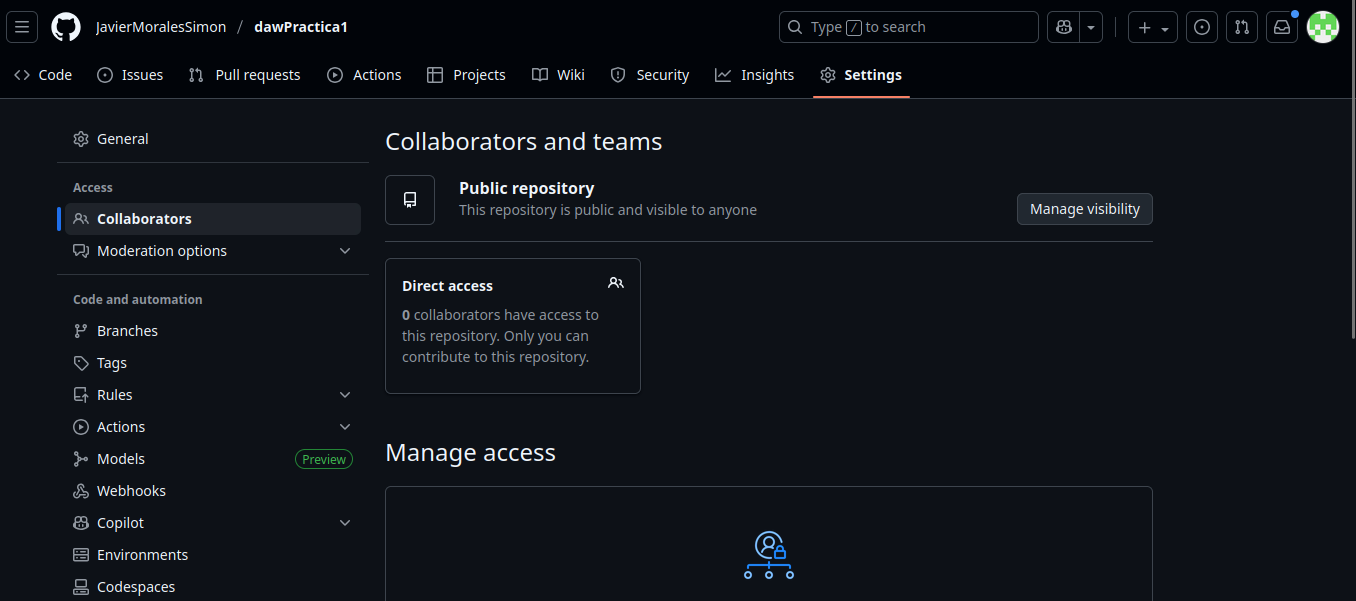 JavierMoralesSimon / dawPractica1
Type / to search
Code
Issues
Pull requests
Actions
Projects
Wiki
Security
Insights
Settings
General
Access
Collaborators
Moderation options
Code and automation
Branches
Tags
Rules
Actions
Models Preview
Webhooks
Copilot
Environments
Codespaces
Collaborators and teams
Public repository
This repository is public and visible to anyone
Manage visibility
Direct access
0 collaborators have access to
this repository. Only you can
contribute to this repository.
Manage access